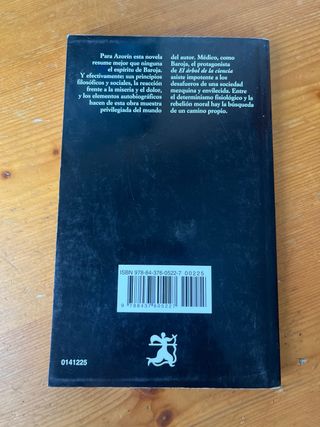 Para Azorín esta novela
resume mejor que ninguna
el espíritu de Baroja.
Y efectivamente: sus principios
filosóficos y sociales, la reacción
frente a la miseria y el dolor,
y los elementos autobiográficos
hacen de esta obra muestra
privilegiada del mundo
del autor. Médico, como
Baroja, el protagonista
de El árbol de la ciencia
asiste impotente a los
desafueros de una sociedad
mezquina y envilecida. Entre
el determinismo fisiológico y la
rebelión moral hay la búsqueda
de un camino propio.
ISBN 978-84-376-0522-7
00225
9 788437 605227
0141225